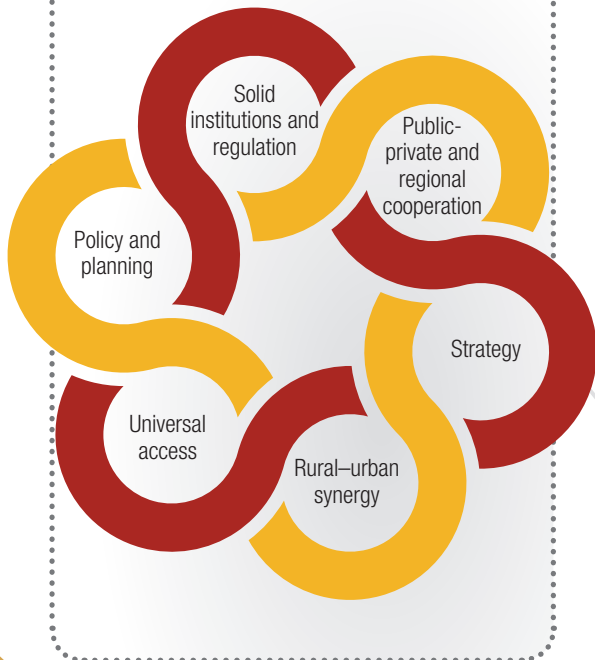 Solid
institutions and
regulation
Public-
private and
regional
cooperation
Policy and
planning
Strategy
Universal
access
Rural–urban
synergy